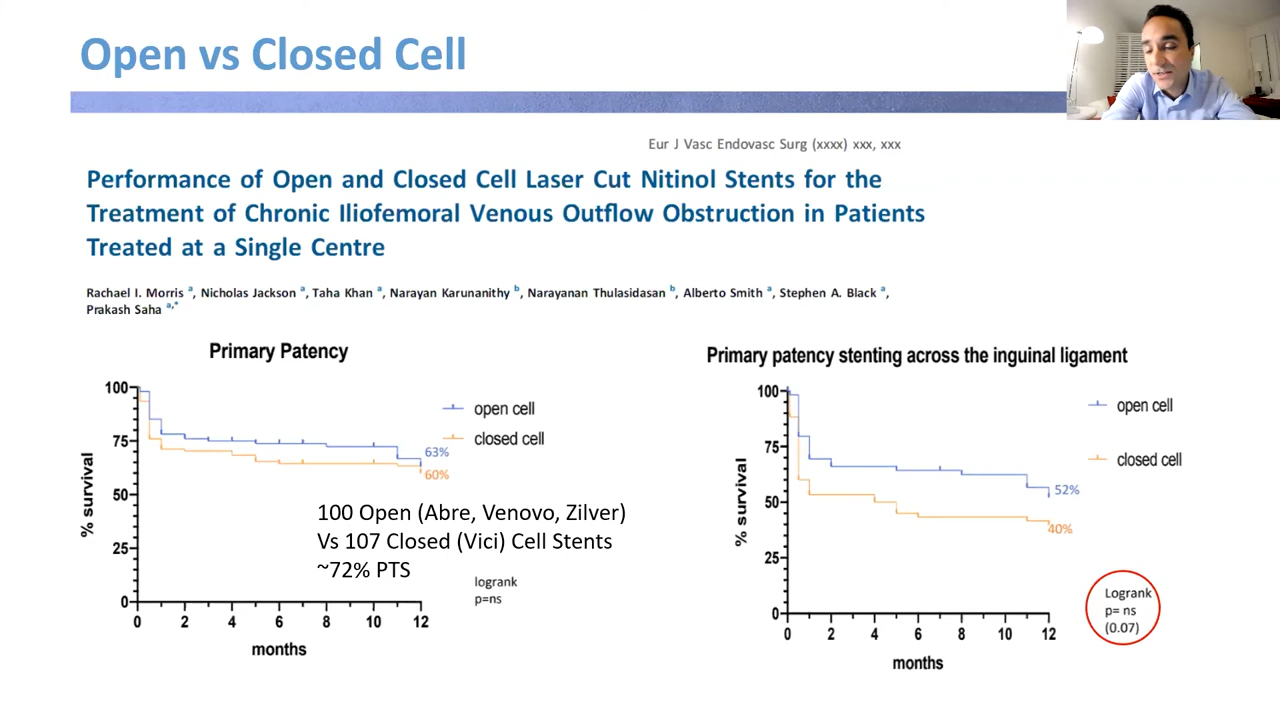 Open vs Closed Cell
Eur J Vasc Endovasc Surg (xxxx) xxx, xxx
Performance of Open and Closed Cell Laser Cut Nitinol Stents for the
Treatment of Chronic Iliofemoral Venous Outflow Obstruction in Patients
Treated at a Single Centre
Rachael I. Morris a, Nicholas Jackson a, Taha Khan a, Narayan Karunanithy b, Narayanan Thulasidasan b, Alberto Smith a, Stephen A. Black a,
Prakash Saha a,*
Primary Patency
100
75
50
25
0
% survival
0 2 4 6 8 10 12
months
open cell
closed cell
63%
60%
100 Open (Abre, Venovo, Zilver)
Vs 107 Closed (Vici) Cell Stents
~72% PTS
logrank
p=ns
Primary patency stenting across the inguinal ligament
100
75
50
25
0
% survival
0 2 4 6 8 10 12
months
open cell
closed cell
52%
40%
Logrank
p= ns
(0.07)